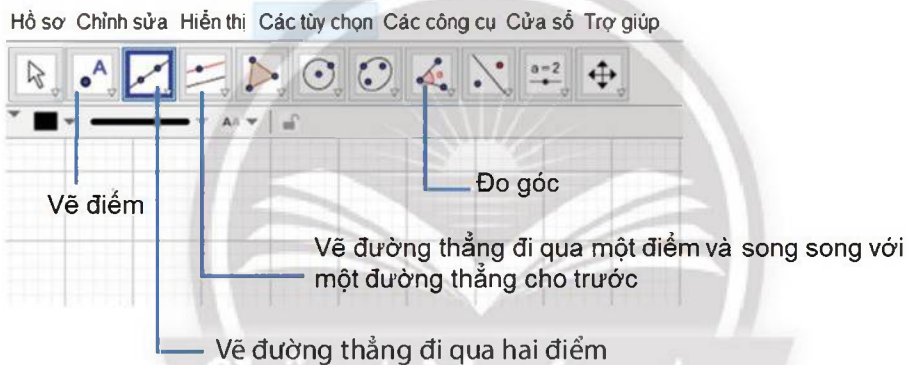 Hồ sơ Chỉnh sửa Hiển thị Các tùy chọn Các công cụ Cửa sổ Trợ giúp
A
α
a=2
AA
Vẽ điểm
Đo góc
Vẽ đường thẳng đi qua một điểm và song song với
một đường thẳng cho trước
Vẽ đường thẳng đi qua hai điểm